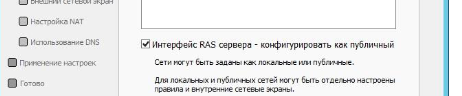 Внешний сетевой экран
Настройка NAT
Использование DNS
Применение настроек
Готово
Интерфейс RAS сервера - конфигурировать как публичный
Сети могут быть заданы как локальные или публичные.
Для локальных и публичных сетей могут быть отдельно настроены
правила и внутренние сетевые экраны.